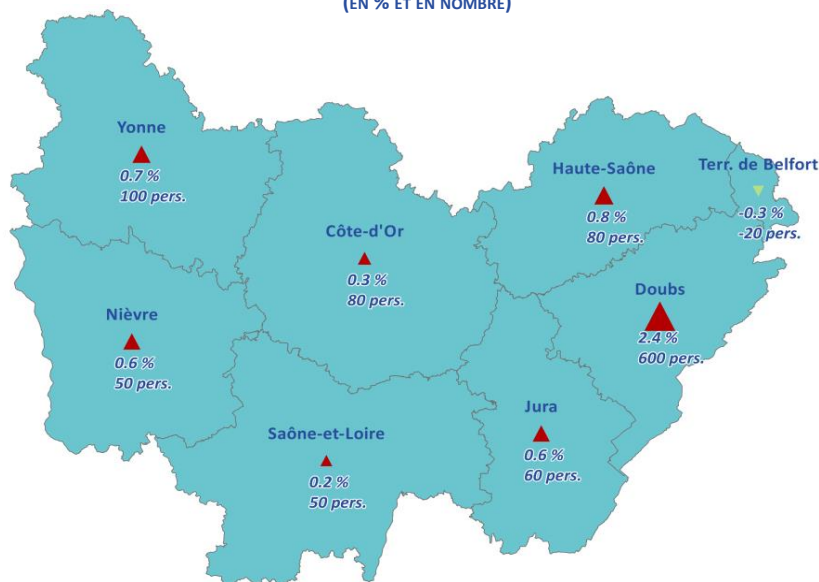 (EN % ET EN NOMBRE)
Yonne
0.7 %
100 pers.
Haute-Saône
0.8 %
80 pers.
Terr. de Belfort
-0.3 %
-20 pers.
Côte-d'Or
0.3 %
80 pers.
Doubs
2.4 %
600 pers.
Nièvre
0.6 %
50 pers.
Jura
0.6 %
60 pers.
Saône-et-Loire
0.2 %
50 pers.